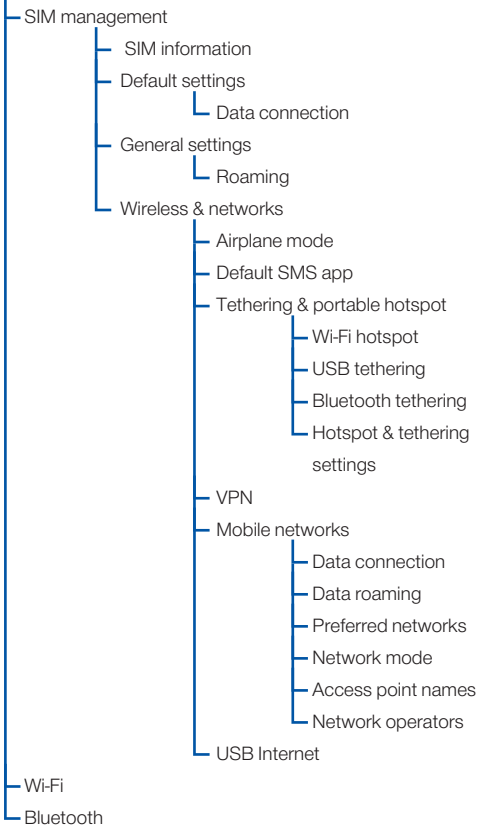 SIM management
SIM information
Default settings
Data connection
General settings
Roaming
Wireless & networks
Airplane mode
Default SMS app
Tethering & portable hotspot
Wi-Fi hotspot
USB tethering
Bluetooth tethering
Hotspot & tethering
settings
VPN
Mobile networks
Data connection
Data roaming
Preferred networks
Network mode
Access point names
Network operators
USB Internet
Wi-Fi
Bluetooth